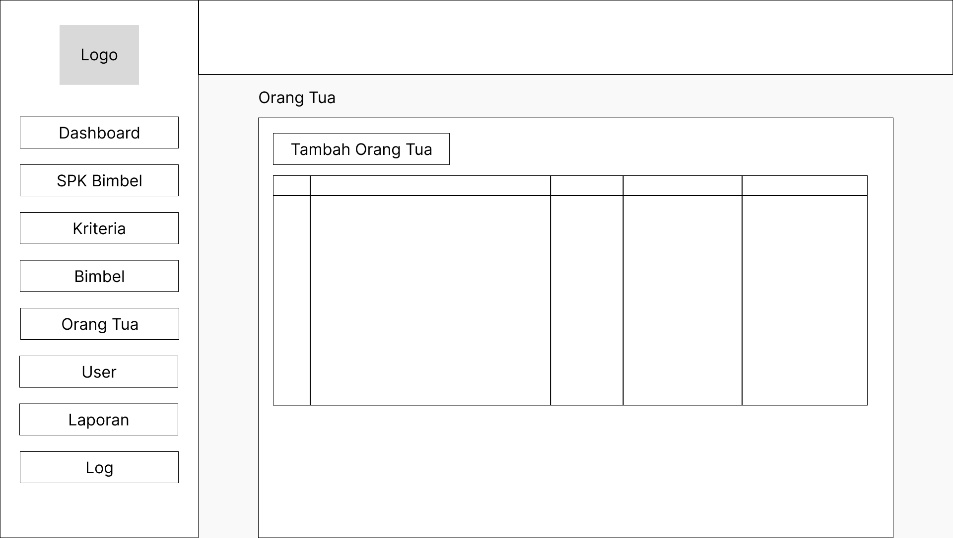 Logo
Dashboard
SPK Bimbel
Kriteria
Bimbel
Orang Tua
User
Laporan
Log
Orang Tua
Tambah Orang Tua